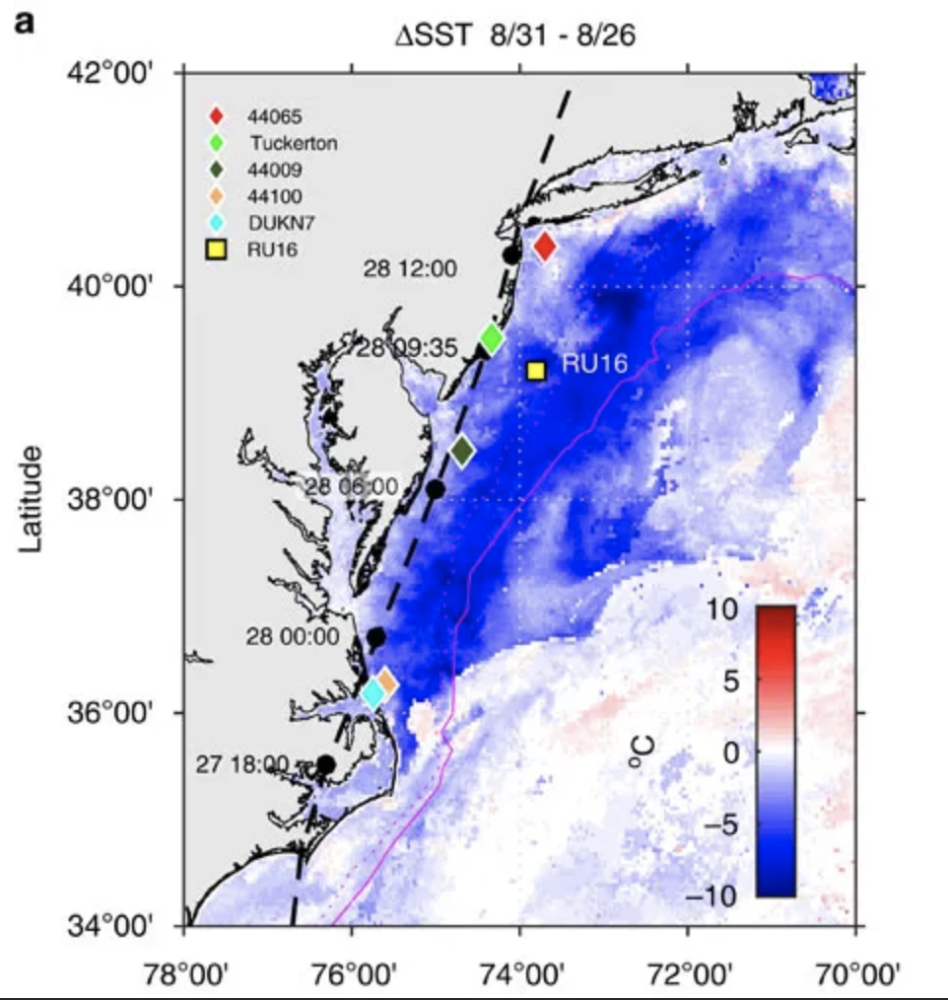 a
ΔSST 8/31 - 8/26
42°00'
44065
Tuckerton
44009
44100
DUKN7
RU16
28 12:00
40°00'
28 09:35
RU16
Latitude
28 06:00
38°00'
28 00:00
10
5
36°00'
0
°C
27 18:00
−5
−10
34°00'
78°00' 76°00' 74°00' 72°00' 70°00'